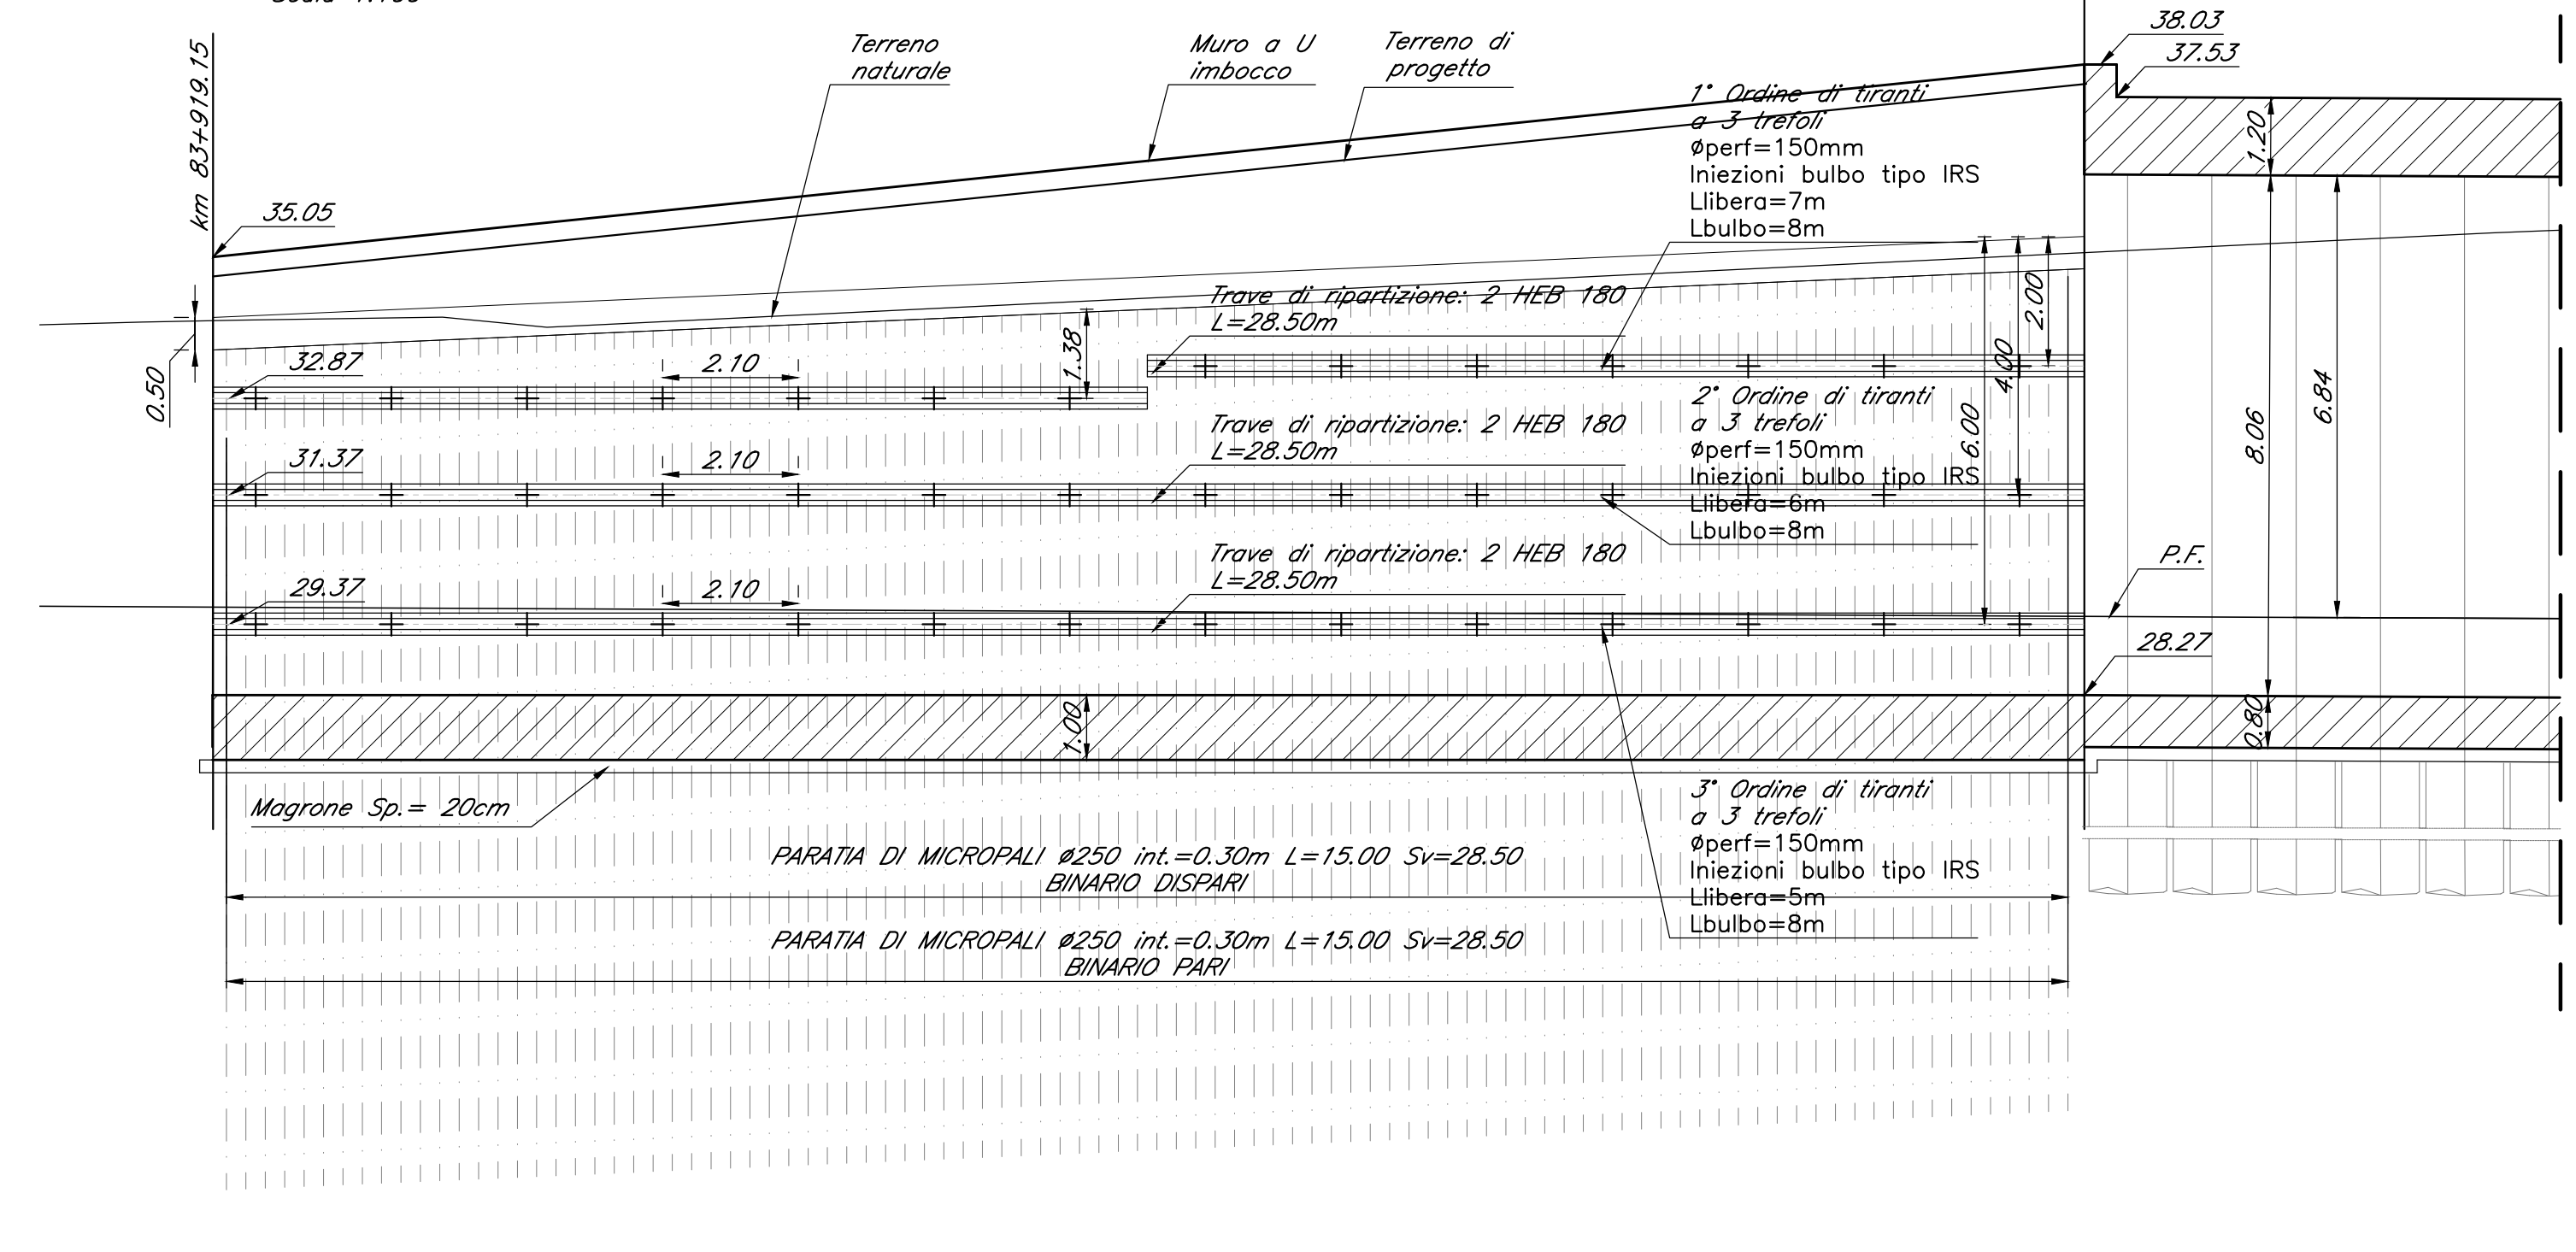 km 83+919.15
Terreno
naturale
Muro a U
imbocco
Terreno di
progetto
38.03
37.53
1° Ordine di tiranti
a 3 trefoli
øperf=150mm
Iniezioni bulbo tipo IRS
Llibera=7m
Lbulbo=8m
1.20
35.05
0.50
32.87
2.10
1.38
Trave di ripartizione: 2 HEB 180
L=28.50m
2.00
4.00
6.00
8.06
6.84
31.37
2.10
Trave di ripartizione: 2 HEB 180
L=28.50m
2° Ordine di tiranti
a 3 trefoli
øperf=150mm
Iniezioni bulbo tipo IRS
Llibera=6m
Lbulbo=8m
29.37
2.10
Trave di ripartizione: 2 HEB 180
L=28.50m
P.F.
28.27
1.00
0.80
Magrone Sp.= 20cm
3° Ordine di tiranti
a 3 trefoli
øperf=150mm
Iniezioni bulbo tipo IRS
Llibera=5m
Lbulbo=8m
PARATIA DI MICROPALI ø250 int.=0.30m L=15.00 Sv=28.50
BINARIO DISPARI
PARATIA DI MICROPALI ø250 int.=0.30m L=15.00 Sv=28.50
BINARIO PARI